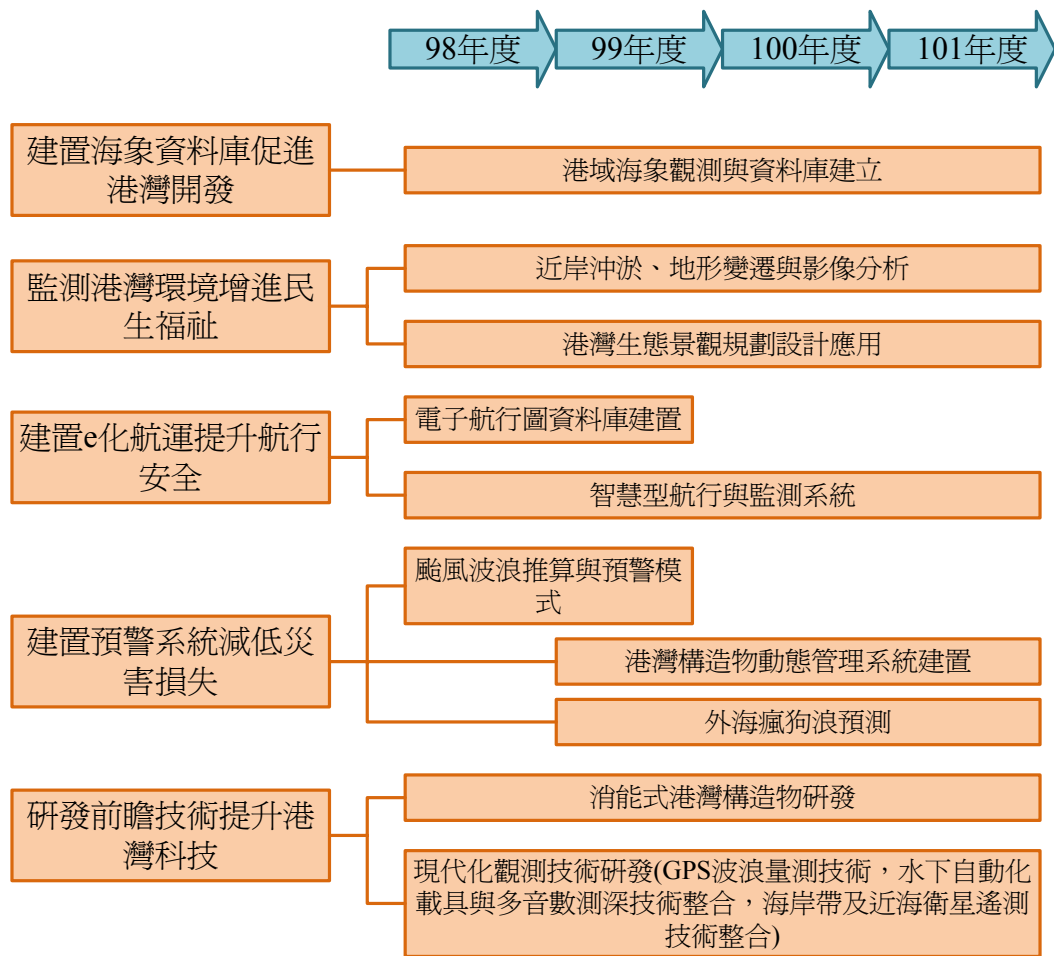 98年度
99年度
100年度
101年度
建置海象資料庫促進
港灣開發
港域海象觀測與資料庫建立
監測港灣環境增進民
生福祉
近岸沖淤、地形變遷與影像分析
港灣生態景觀規劃設計應用
建置e化航運提升航行
安全
電子航行圖資料庫建置
智慧型航行與監測系統
建置預警系統減低災
害損失
颱風波浪推算與預警模
式
港灣構造物動態管理系統建置
外海瘋狗浪預測
研發前瞻技術提升港
灣科技
消能式港灣構造物研發
現代化觀測技術研發(GPS波浪量測技術，水下自動化
載具與多音數測深技術整合，海岸帶及近海衛星遙測
技術整合)